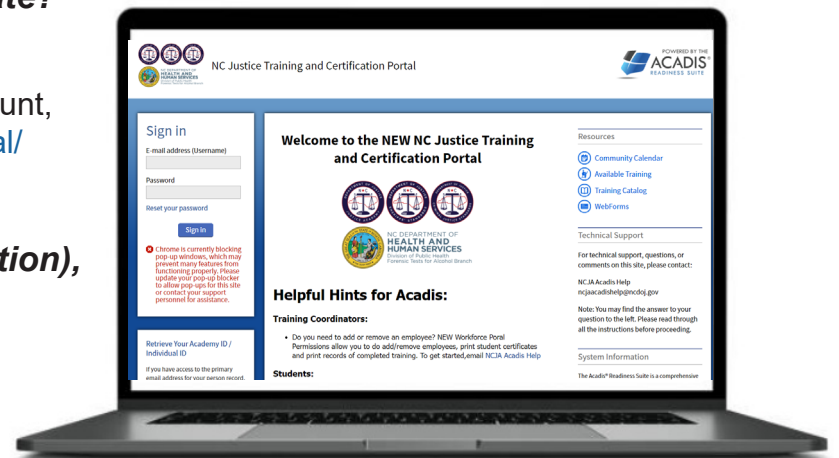 ate?
unt,
al/
tion),
NC DEPARTMENT OF
HEALTH AND
HUMAN SERVICES
NC Justice Training and Certification Portal
POWERED BY THE
ACADIS®
READINESS SUITE
Sign in
E-mail address (Username)
Password
Reset your password
Sign In
Chrome is currently blocking
pop-up windows, which may
prevent many features from
functioning properly. Please
update your pop-up blocker
to allow pop-ups for this site
or contact your support
personnel for assistance.
Retrieve Your Academy ID /
Individual ID
If you have access to the primary
email address for your person record,
Welcome to the NEW NC Justice Training
and Certification Portal
NC DEPARTMENT OF
HEALTH AND
HUMAN SERVICES
Division of Public Health
Forensic Tests for Alcohol Branch
Helpful Hints for Acadis:
Training Coordinators:
• Do you need to add or remove an employee? NEW Workforce Poral
Permissions allow you to do add/remove employees, print student certificates
and print records of completed training. To get started,email NCJA Acadis Help
Students:
Resources
Community Calendar
Available Training
Training Catalog
WebForms
Technical Support
For technical support, questions, or
comments on this site, please contact:
NCJA Acadis Help
ncjaacadishelp@ncdoj.gov
Note: You may find the answer to your
question to the left. Please read through
all the instructions before proceeding.
System Information
The Acadis® Readiness Suite is a comprehensive